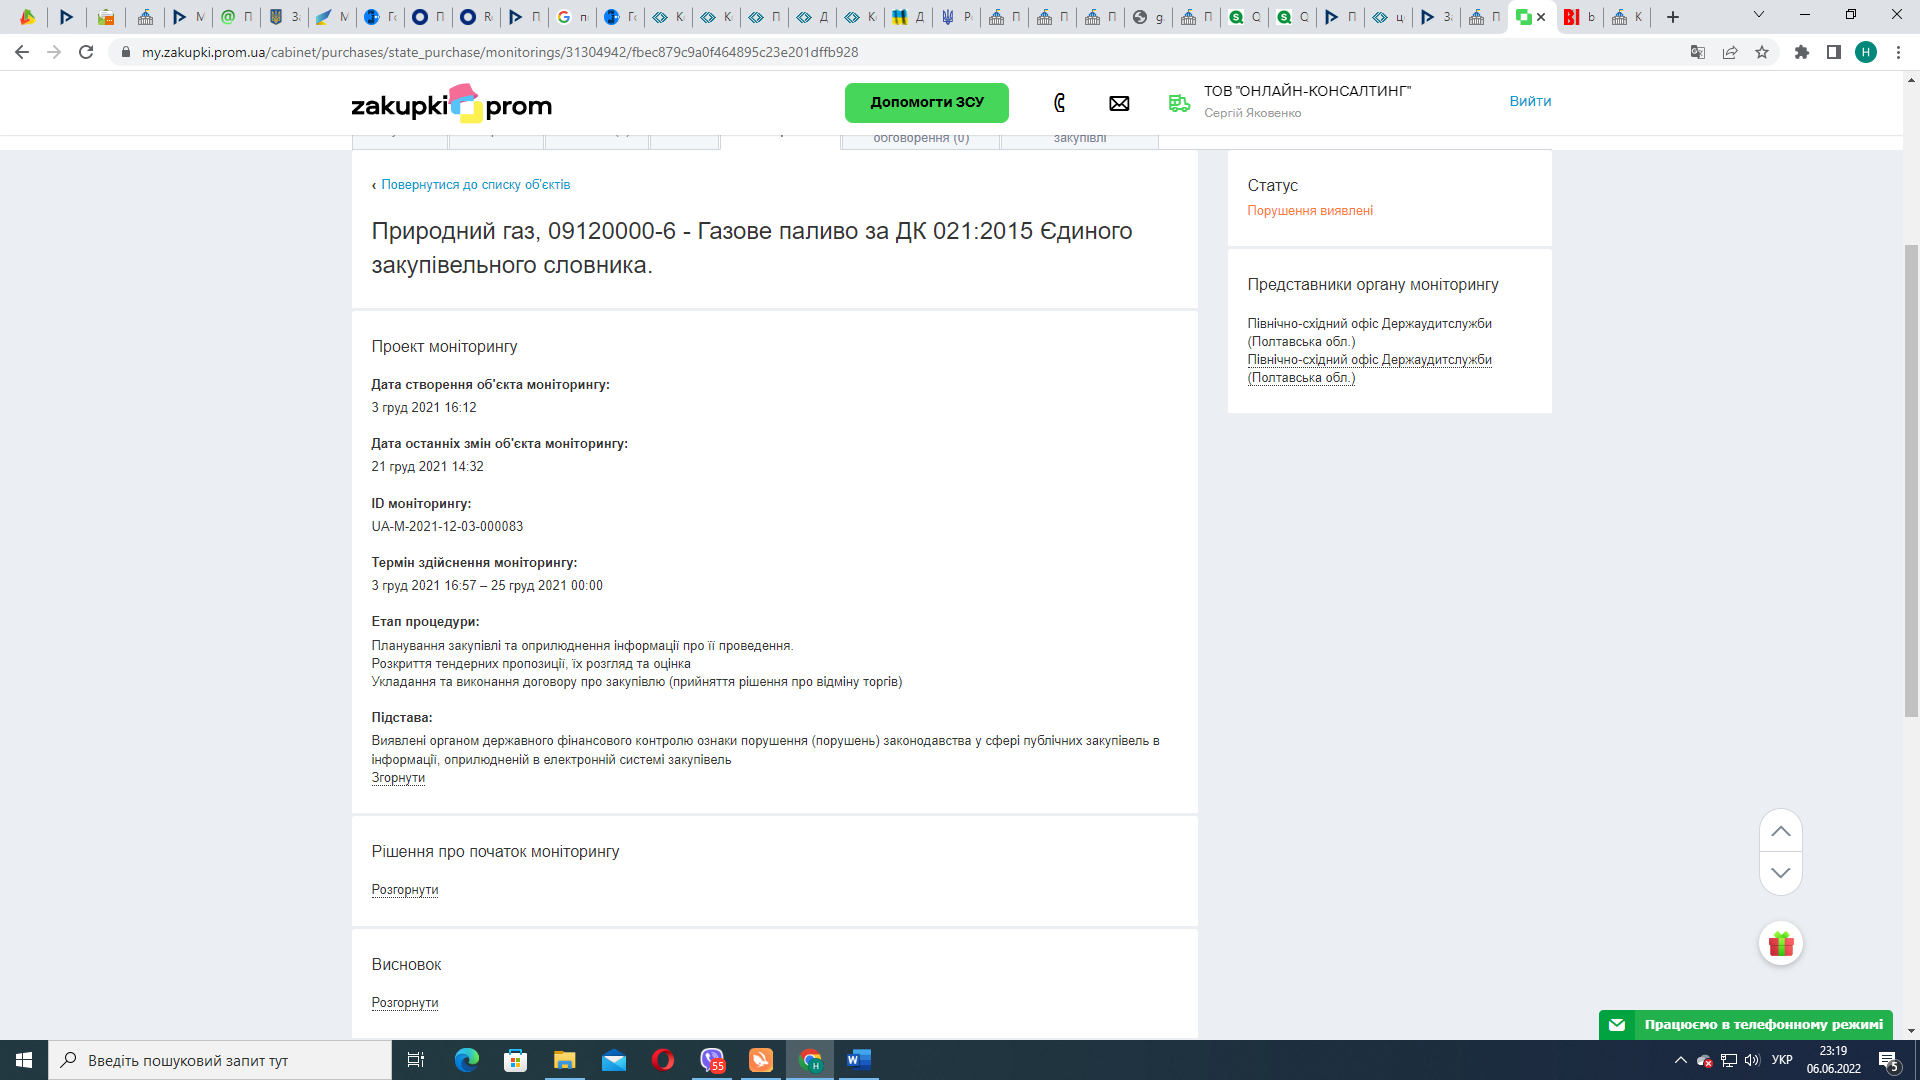 my.zakupki.prom.ua/cabinet/purchases/state_purchase/monitorings/31304942/fbec879c9a0f464895c23e201dffb928
H
zakupki prom
Допомогти ЗСУ
ТОВ "ОНЛАЙН-КОНСАЛТИНГ"
Сергій Яковенко
Вийти
обговорення (0)
закупівлі
‹ Повернутися до списку об'єктів
Природний газ, 09120000-6 - Газове паливо за ДК 021:2015 Єдиного
закупівельного словника.
Проект моніторингу
Дата створення об'єкта моніторингу:
3 груд 2021 16:12
Дата останніх змін об'єкта моніторингу:
21 груд 2021 14:32
ID моніторингу:
UA-M-2021-12-03-000083
Термін здійснення моніторингу:
3 груд 2021 16:57 – 25 груд 2021 00:00
Етап процедури:
Планування закупівлі та оприлюднення інформації про її проведення.
Розкриття тендерних пропозиції, їх розгляд та оцінка
Укладання та виконання договору про закупівлю (прийняття рішення про відміну торгів)
Підстава:
Виявлені органом державного фінансового контролю ознаки порушення (порушень) законодавства у сфері публічних закупівель в
інформації, оприлюдненій в електронній системі закупівель
Згорнути
Рішення про початок моніторингу
Розгорнути
Висновок
Розгорнути
Статус
Порушення виявлені
Представники органу моніторингу
Північно-східний офіс Держаудитслужби
(Полтавська обл.)
Північно-східний офіс Держаудитслужби
(Полтавська обл.)
Працюємо в телефонному режимі
Введіть пошуковий запит тут
55
УКР
23:19
06.06.2022
5